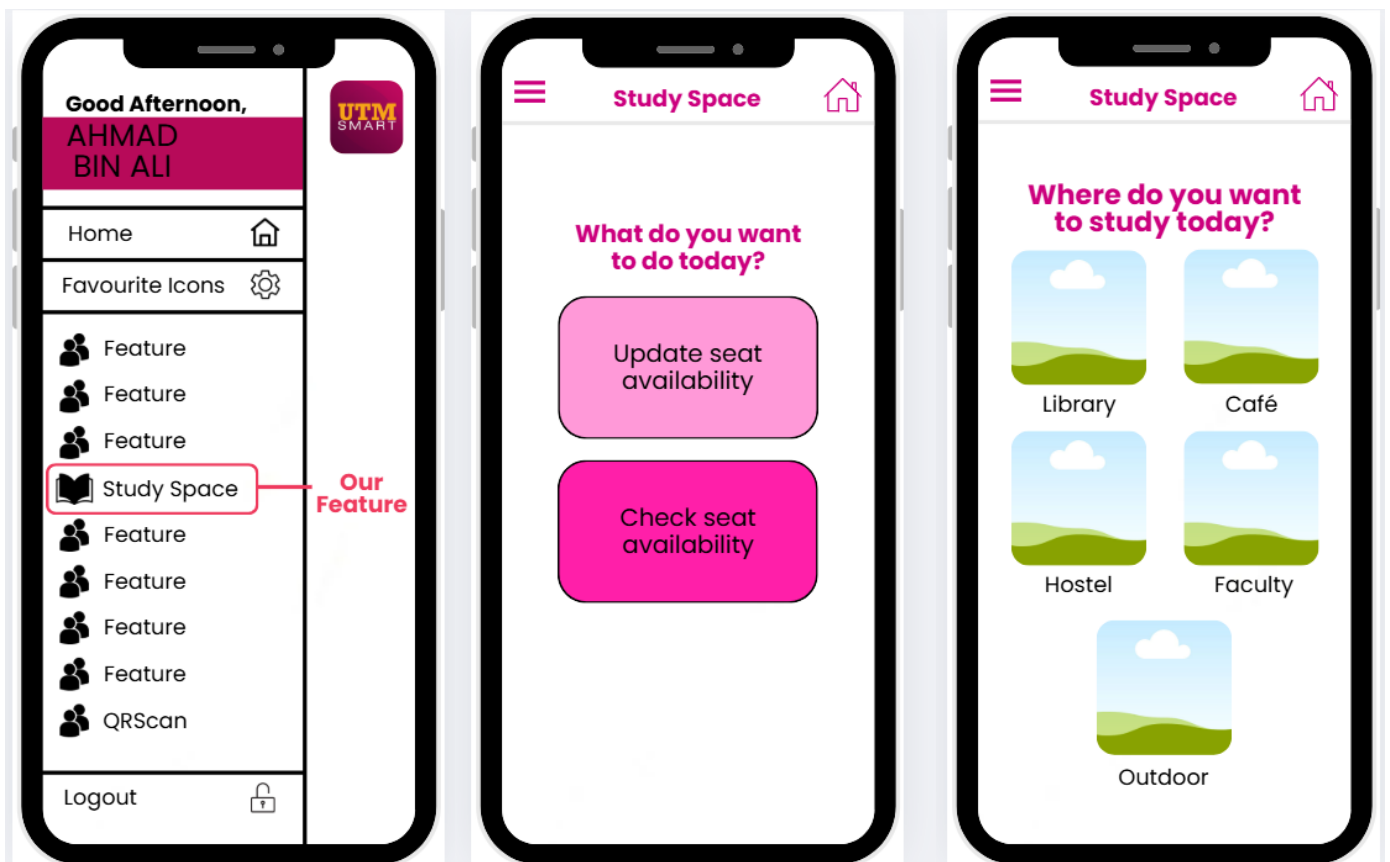 Good Afternoon,
AHMAD
BIN ALI
UTM
SMART
Home
Favourite Icons
Feature
Feature
Feature
Study Space
Our
Feature
Feature
Feature
Feature
Feature
QRScan
Logout
Study Space
What do you want
to do today?
Update seat
availability
Check seat
availability
Study Space
Where do you want
to study today?
Library
Café
Hostel
Faculty
Outdoor